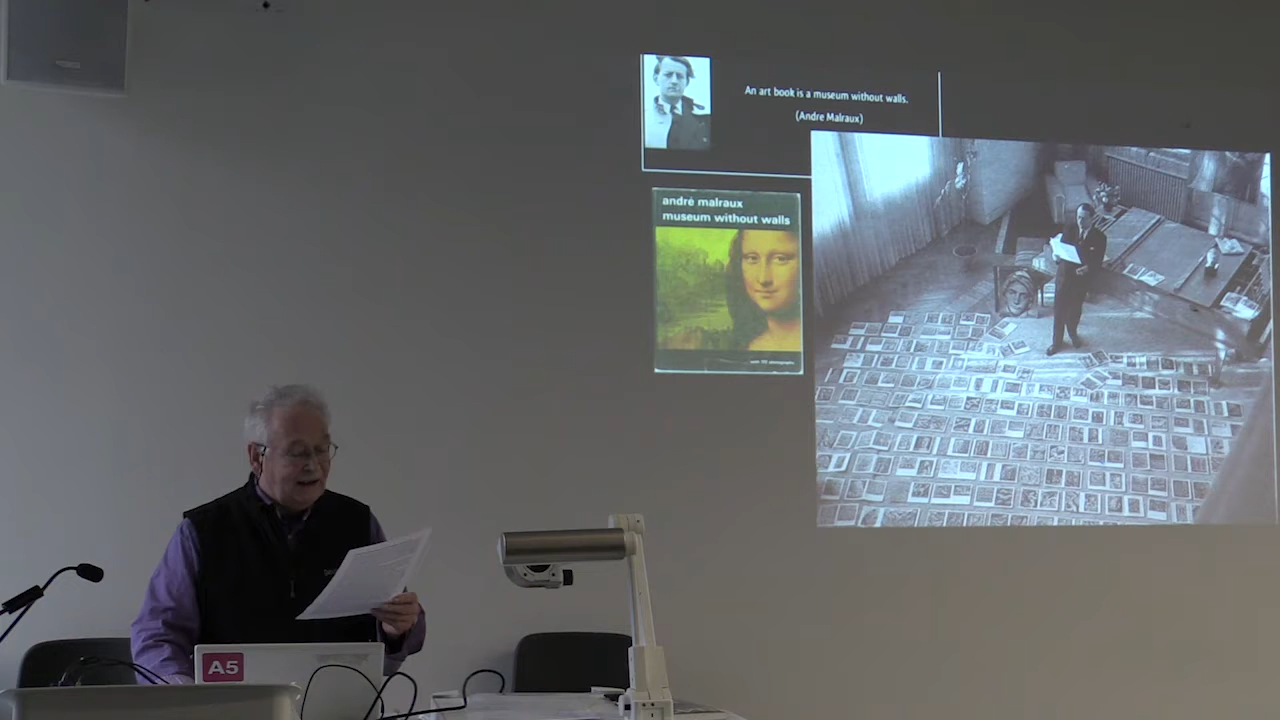 An art book is a museum without walls.
(Andre Malraux)
andré malraux
museum without walls
A5